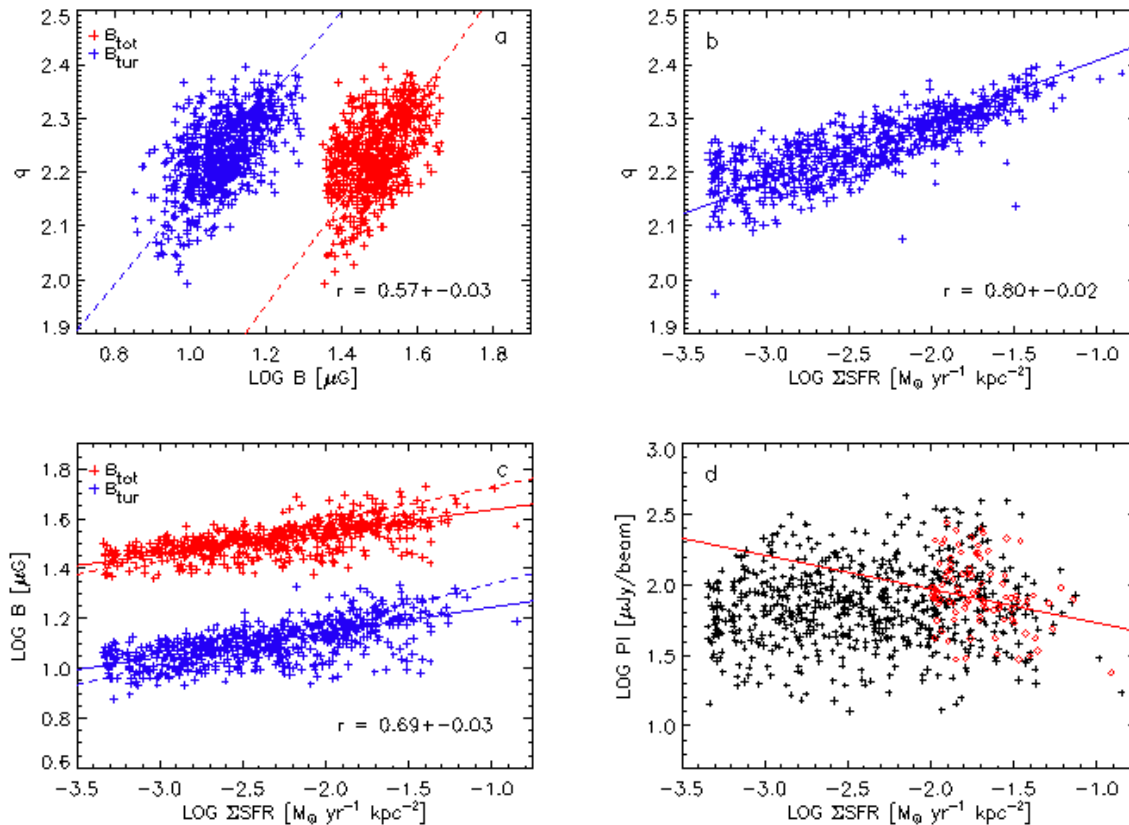 2.5
2.4
2.3
2.2
2.1
2.0
1.9
q
B_tot
B_tur
a
r = 0.57+-0.03
0.8 1.0 1.2 1.4 1.6 1.8
LOG B [μG]
2.5
2.4
2.3
2.2
2.1
2.0
1.9
q
b
r = 0.80+-0.02
-3.5 -3.0 -2.5 -2.0 -1.5 -1.0
LOG ΣSFR [M⊙ yr⁻¹ kpc⁻²]
1.8
1.6
1.4
1.2
1.0
0.8
0.6
LOG B [μG]
B_tot
B_tur
c
r = 0.69+-0.03
-3.5 -3.0 -2.5 -2.0 -1.5 -1.0
LOG ΣSFR [M⊙ yr⁻¹ kpc⁻²]
3.0
2.5
2.0
1.5
1.0
LOG PI [μJy/beam]
d
-3.5 -3.0 -2.5 -2.0 -1.5 -1.0
LOG ΣSFR [M⊙ yr⁻¹ kpc⁻²]